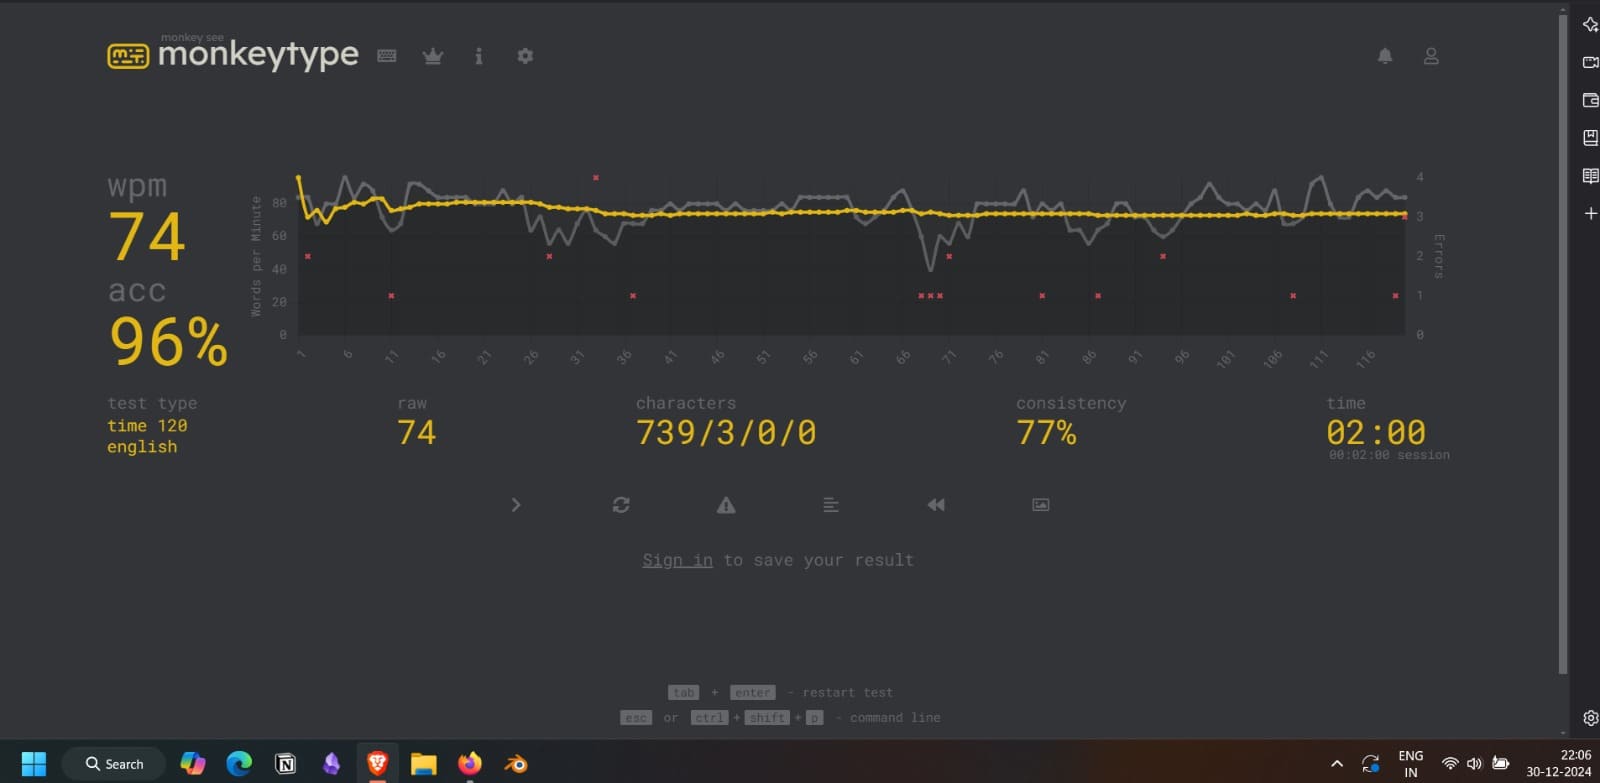 monkey see
monkeytype
wpm
74
acc
96%
Words per Minute
80
60
40
20
0
4
3
2
1
0
Errors
1 6 11 16 21 26 31 36 41 46 51 56 61 66 71 76 81 86 91 96 101 106 111 116
test type
time 120
english
raw
74
characters
739/3/0/0
consistency
77%
time
02:00
00:02:00 session
Sign in to save your result
tab + enter - restart test
esc or ctrl + shift + p - command line
Search
ENG
IN
22:06
30-12-2024